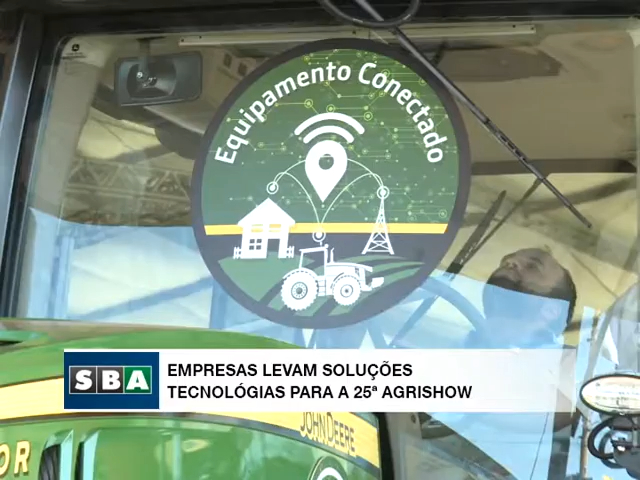 Equipamento Conectado
SBA
EMPRESAS LEVAM SOLUÇÕES
TECNOLÓGIAS PARA A 25ª AGRISHOW
JOHN DEERE
OR